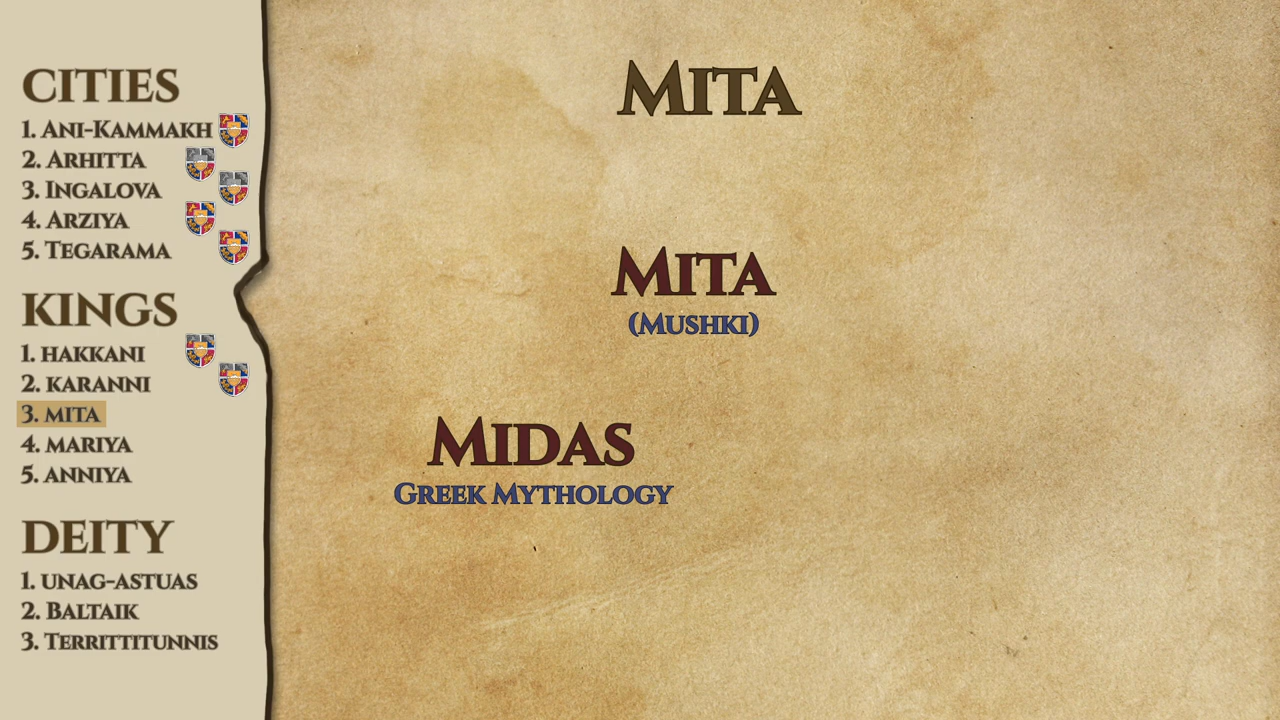 CITIES
1. ANI-KAMMAKH
2. ARHITTA
3. INGALOVA
4. ARZIYA
5. TEGARAMA
KINGS
1. HAKKANI
2. KARANNI
3. MITA
4. MARIYA
5. ANNIYA
DEITY
1. UNAG-ASTUAS
2. BALTAIK
3. TERRITTITUNNIS
MITA
MITA
(MUSHKI)
MIDAS
GREEK MYTHOLOGY